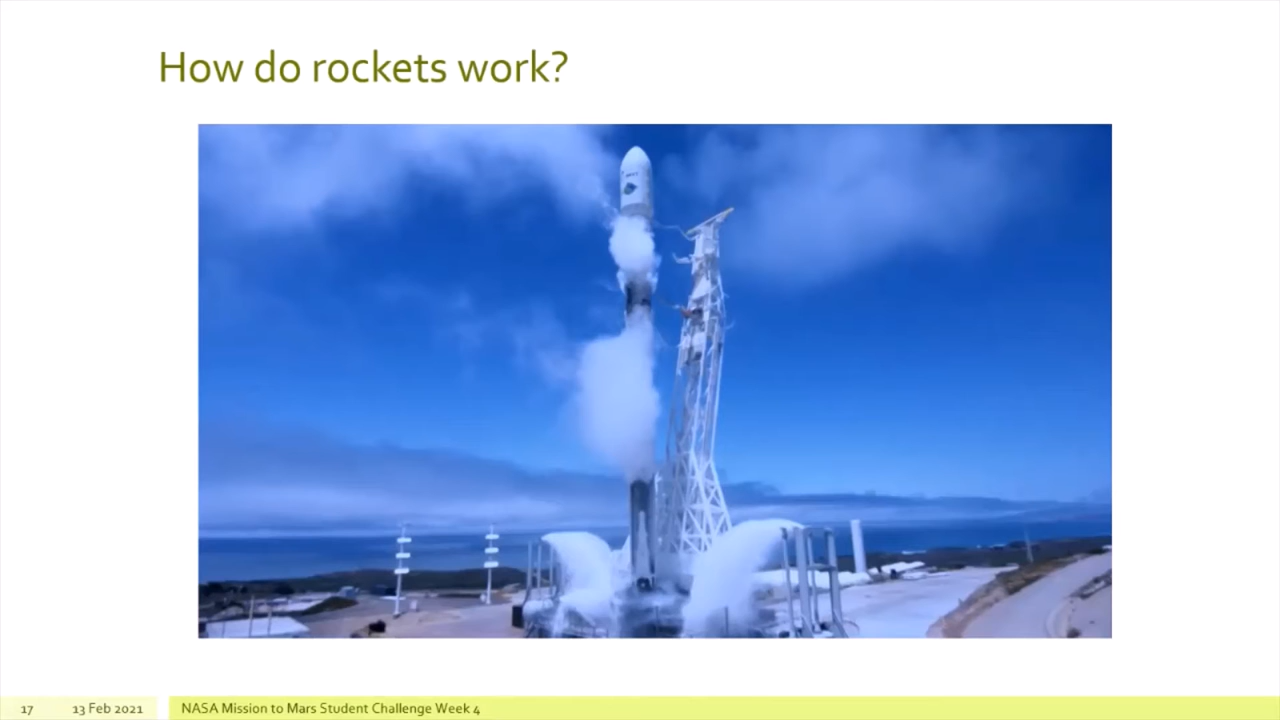 How do rockets work?
17
13 Feb 2021
NASA Mission to Mars Student Challenge Week 4